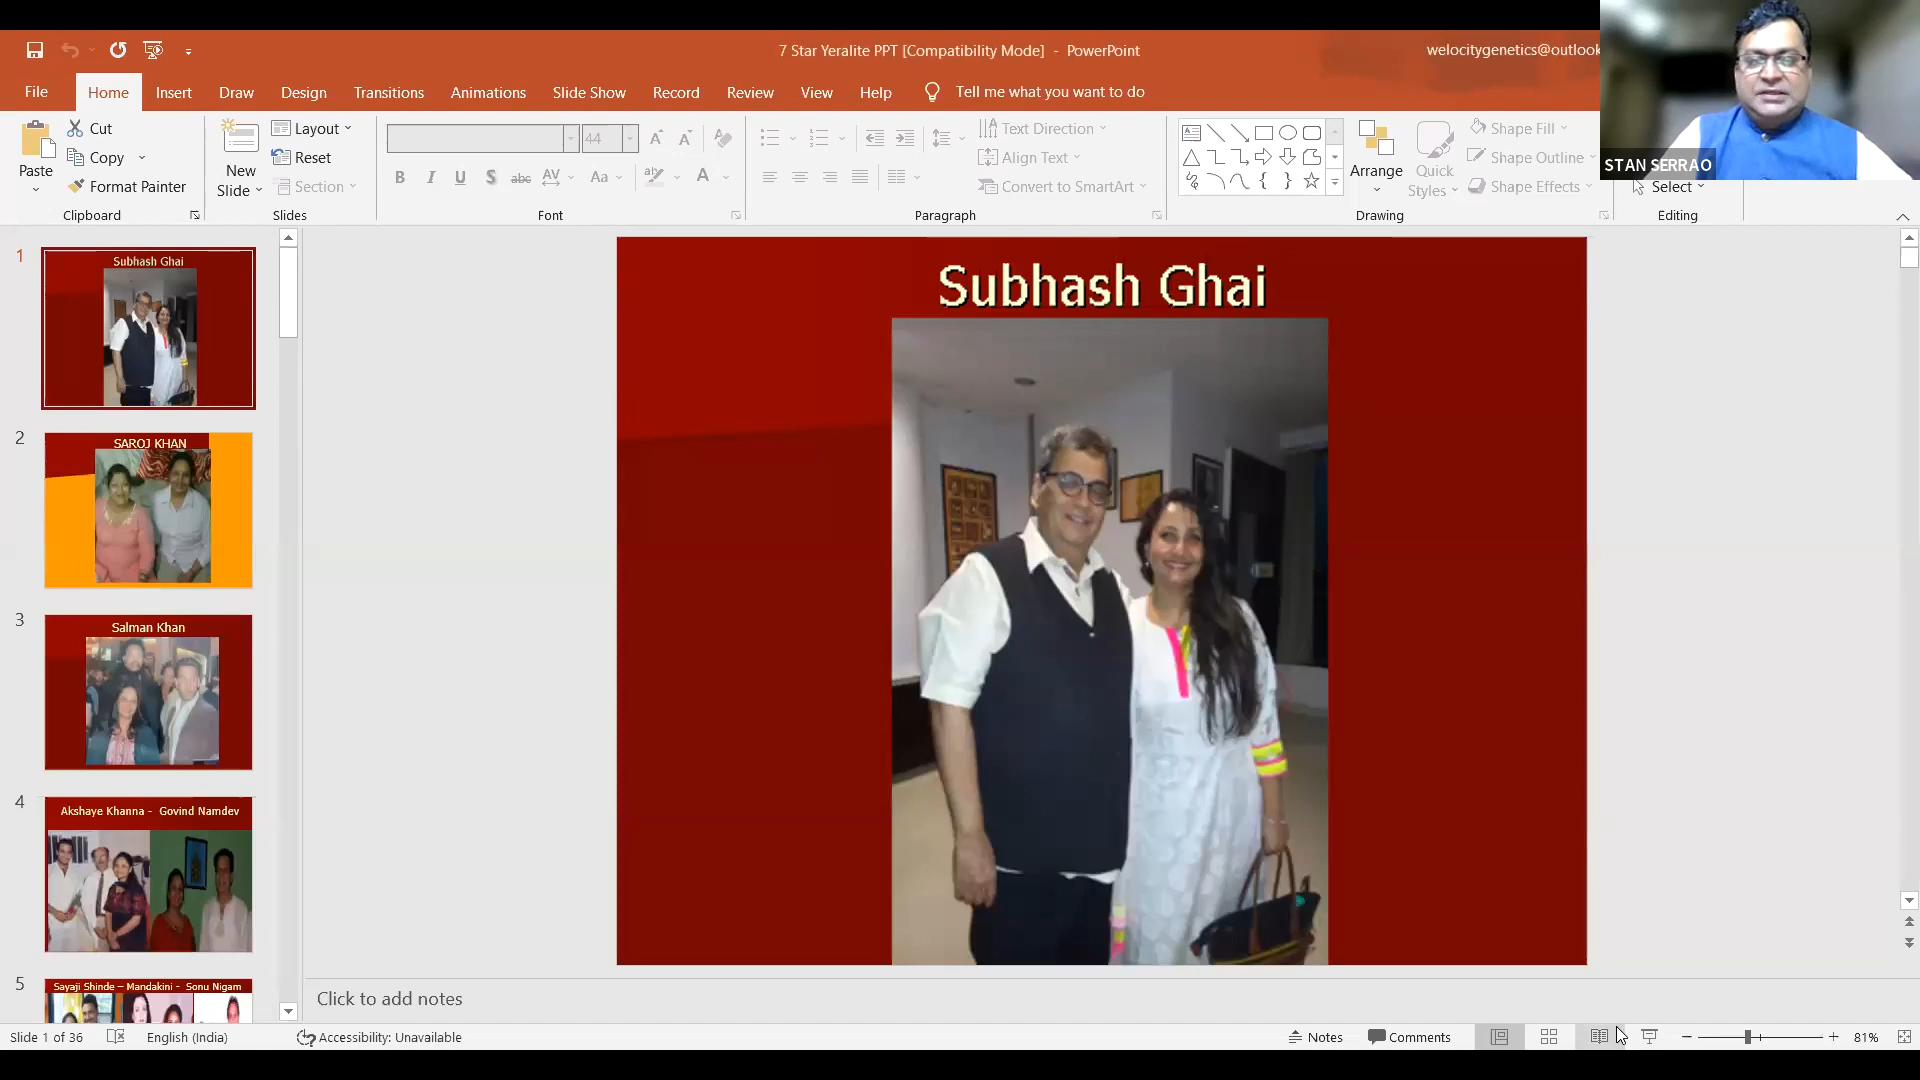 7 Star Yeralite PPT [Compatibility Mode] - PowerPoint
welocitygenetics@outlook
File
Home
Insert
Draw
Design
Transitions
Animations
Slide Show
Record
Review
View
Help
Tell me what you want to do
Paste
Cut
Copy
Format Painter
Clipboard
New
Slide
Layout
Reset
Section
Slides
44
B I U S abc AV Aa A
Font
Text Direction
Align Text
Convert to SmartArt
Paragraph
Arrange
Quick
Styles
Shape Fill
Shape Outline
Shape Effects
Drawing
Select
Editing
STAN SERRAO
1
Subhash Ghai
2
SAROJ KHAN
3
Salman Khan
4
Akshaye Khanna - Govind Namdev
5
Sayaji Shinde – Mandakini - Sonu Nigam
Subhash Ghai
Click to add notes
Slide 1 of 36
English (India)
Accessibility: Unavailable
Notes
Comments
81%